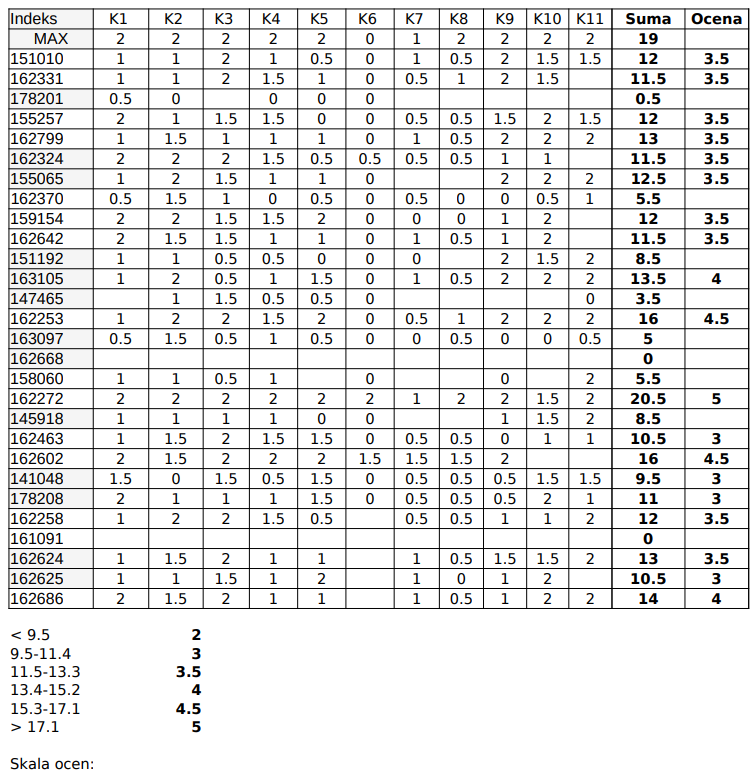 Indeks K1 K2 K3 K4 K5 K6 K7 K8 K9 K10 K11 Suma Ocena
MAX 2 2 2 2 2 0 1 2 2 2 2 19
151010 1 1 2 1 0.5 0 1 0.5 2 1.5 1.5 12 3.5
162331 1 1 2 1.5 1 0 0.5 1 2 1.5 11.5 3.5
178201 0.5 0 0 0 0 0.5
155257 2 1 1.5 1.5 0 0 0.5 0.5 1.5 2 1.5 12 3.5
162799 1 1.5 1 1 1 0 1 0.5 2 2 2 13 3.5
162324 2 2 2 1.5 0.5 0.5 0.5 0.5 1 1 11.5 3.5
155065 1 2 1.5 1 1 0 2 2 2 12.5 3.5
162370 0.5 1.5 1 0 0.5 0 0.5 0 0 0.5 1 5.5
159154 2 2 1.5 1.5 2 0 0 0 1 2 12 3.5
162642 2 1.5 1.5 1 1 0 1 0.5 1 2 11.5 3.5
151192 1 1 0.5 0.5 0 0 0 2 1.5 2 8.5
163105 1 2 0.5 1 1.5 0 1 0.5 2 2 2 13.5 4
147465 1 1.5 0.5 0.5 0 0 3.5
162253 1 2 2 1.5 2 0 0.5 1 2 2 2 16 4.5
163097 0.5 1.5 0.5 1 0.5 0 0 0.5 0 0 0.5 5
162668 0
158060 1 1 0.5 1 0 0 2 5.5
162272 2 2 2 2 2 2 1 2 2 1.5 2 20.5 5
145918 1 1 1 1 0 0 1 1.5 2 8.5
162463 1 1.5 2 1.5 1.5 0 0.5 0.5 0 1 1 10.5 3
162602 2 1.5 2 2 2 1.5 1.5 1.5 2 16 4.5
141048 1.5 0 1.5 0.5 1.5 0 0.5 0.5 0.5 1.5 1.5 9.5 3
178208 2 1 1 1 1.5 0 0.5 0.5 0.5 2 1 11 3
162258 1 2 2 1.5 0.5 0.5 0.5 1 1 2 12 3.5
161091 0
162624 1 1.5 2 1 1 1 0.5 1.5 1.5 2 13 3.5
162625 1 1 1.5 1 2 1 0 1 2 10.5 3
162686 2 1.5 2 1 1 1 0.5 1 2 2 14 4
< 9.5 2
9.5-11.4 3
11.5-13.3 3.5
13.4-15.2 4
15.3-17.1 4.5
> 17.1 5
Skala ocen: